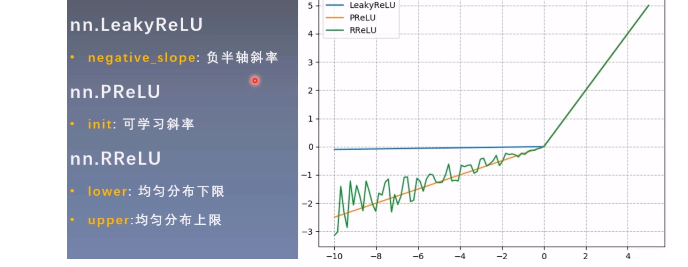 nn.LeakyReLU
• negative_slope: 负半轴斜率
nn.PReLU
• init: 可学习斜率
nn.RReLU
• lower: 均匀分布下限
• upper:均匀分布上限
LeakyReLU
PReLU
RReLU
5
4
3
2
1
0
−1
−2
−3
−10 −8 −6 −4 −2 0 2 4